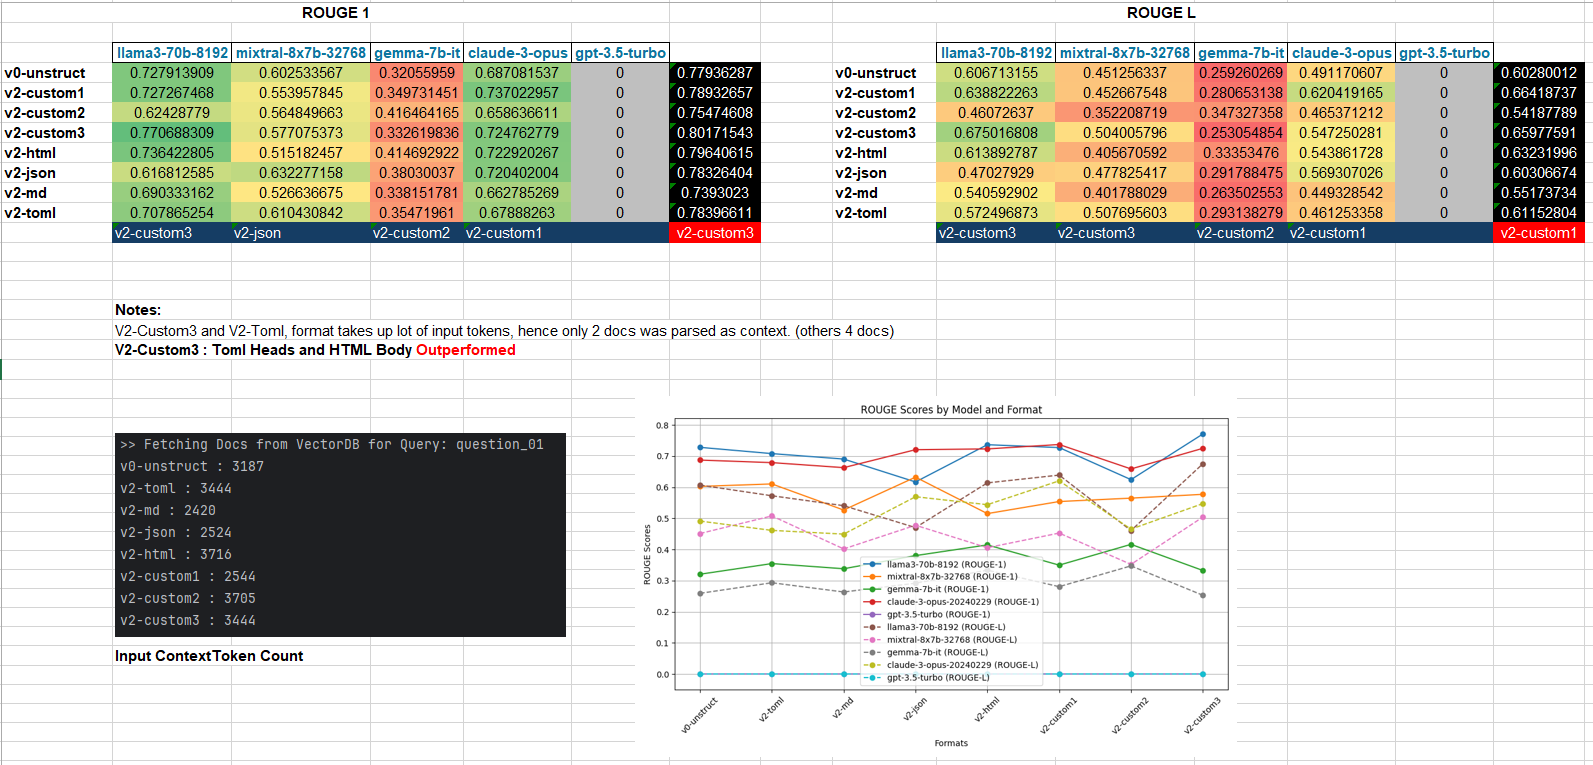 ROUGE 1 ROUGE L
llama3-70b-8192 mixtral-8x7b-32768 gemma-7b-it claude-3-opus gpt-3.5-turbo llama3-70b-8192 mixtral-8x7b-32768 gemma-7b-it claude-3-opus gpt-3.5-turbo
v0-unstruct 0.727913909 0.602533567 0.32055959 0.687081537 0 0.77936287 v0-unstruct 0.606713155 0.451256337 0.259260269 0.491170607 0 0.60280012
v2-custom1 0.727267468 0.553957845 0.349731451 0.737022957 0 0.78932657 v2-custom1 0.638822263 0.452667548 0.280653138 0.620419165 0 0.66418737
v2-custom2 0.62428779 0.564849663 0.416464165 0.658636611 0 0.75474608 v2-custom2 0.46072637 0.352208719 0.347327358 0.465371212 0 0.54187789
v2-custom3 0.770688309 0.577075373 0.332619836 0.724762779 0 0.80171543 v2-custom3 0.675016808 0.504005796 0.253054854 0.547250281 0 0.65977591
v2-html 0.736422805 0.515182457 0.414692922 0.722920267 0 0.79640615 v2-html 0.613892787 0.405670592 0.33353476 0.543861728 0 0.63231996
v2-json 0.616812585 0.632277158 0.38030037 0.720402004 0 0.78326404 v2-json 0.47027929 0.477825417 0.291788475 0.569307026 0 0.60306674
v2-md 0.690333162 0.526636675 0.338151781 0.662785269 0 0.7393023 v2-md 0.540592902 0.401788029 0.263502553 0.449328542 0 0.55173734
v2-toml 0.707865254 0.610430842 0.35471961 0.67888263 0 0.78396611 v2-toml 0.572496873 0.507695603 0.293138279 0.461253358 0 0.61152804
v2-custom3 v2-json v2-custom2 v2-custom1 v2-custom3 v2-custom3 v2-custom3 v2-custom2 v2-custom1 v2-custom1
Notes:
V2-Custom3 and V2-Toml, format takes up lot of input tokens, hence only 2 docs was parsed as context. (others 4 docs)
V2-Custom3 : Toml Heads and HTML Body Outperformed
>> Fetching Docs from VectorDB for Query: question_01
v0-unstruct : 3187
v2-toml : 3444
v2-md : 2420
v2-json : 2524
v2-html : 3716
v2-custom1 : 2544
v2-custom2 : 3705
v2-custom3 : 3444
Input ContextToken Count
ROUGE Scores by Model and Format
ROUGE Scores
0.8
0.7
0.6
0.5
0.4
0.3
0.2
0.1
0.0
llama3-70b-8192 (ROUGE-1)
mixtral-8x7b-32768 (ROUGE-1)
gemma-7b-it (ROUGE-1)
claude-3-opus-20240229 (ROUGE-1)
gpt-3.5-turbo (ROUGE-1)
llama3-70b-8192 (ROUGE-L)
mixtral-8x7b-32768 (ROUGE-L)
gemma-7b-it (ROUGE-L)
claude-3-opus-20240229 (ROUGE-L)
gpt-3.5-turbo (ROUGE-L)
v0-unstruct v2-toml v2-md v2-json v2-html v2-custom1 v2-custom2 v2-custom3
Formats